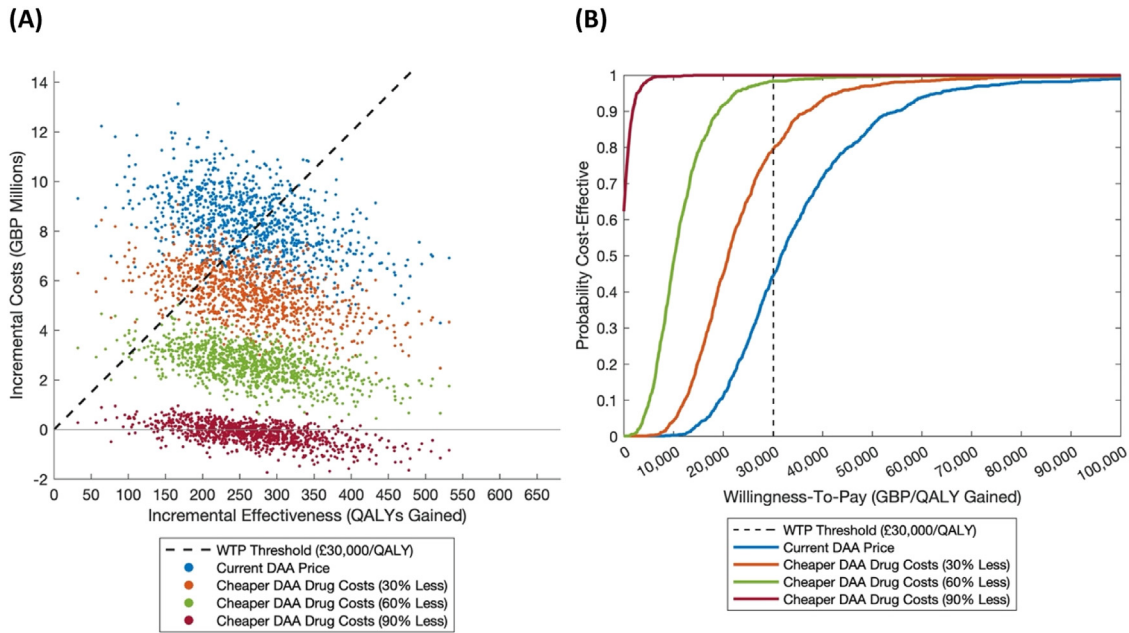 (A)
(B)
Incremental Costs (GBP Millions)
14
12
10
8
6
4
2
0
-2
0 50 100 150 200 250 300 350 400 450 500 550 600 650
Incremental Effectiveness (QALYs Gained)
WTP Threshold (£30,000/QALY)
Current DAA Price
Cheaper DAA Drug Costs (30% Less)
Cheaper DAA Drug Costs (60% Less)
Cheaper DAA Drug Costs (90% Less)
Probability Cost-Effective
1
0.9
0.8
0.7
0.6
0.5
0.4
0.3
0.2
0.1
0
0 10,000 20,000 30,000 40,000 50,000 60,000 70,000 80,000 90,000 100,000
Willingness-To-Pay (GBP/QALY Gained)
WTP Threshold (£30,000/QALY)
Current DAA Price
Cheaper DAA Drug Costs (30% Less)
Cheaper DAA Drug Costs (60% Less)
Cheaper DAA Drug Costs (90% Less)